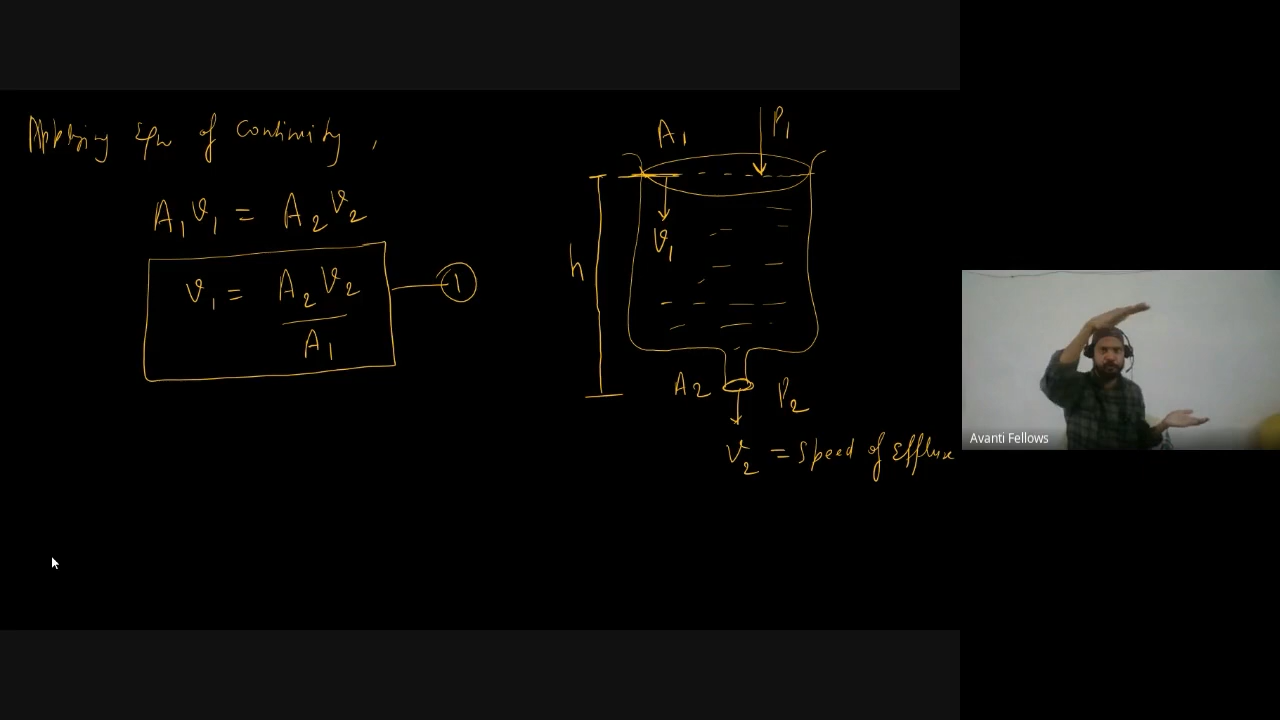 Applying Eqn of Continuity,
A₁v₁ = A₂v₂
v₁ = A₂v₂ / A₁ — ①
A₁
P₁
v₁
h
A₂
P₂
v₂ = Speed of Efflux
Avanti Fellows